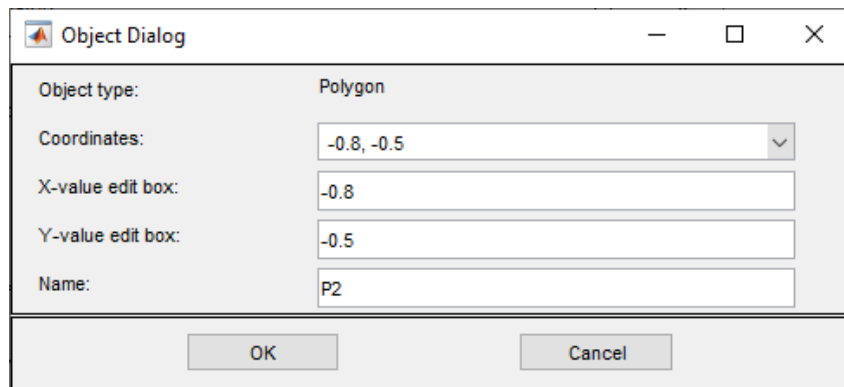 Object Dialog
Object type: Polygon
Coordinates: -0.8, -0.5
X-value edit box: -0.8
Y-value edit box: -0.5
Name: P2
OK Cancel